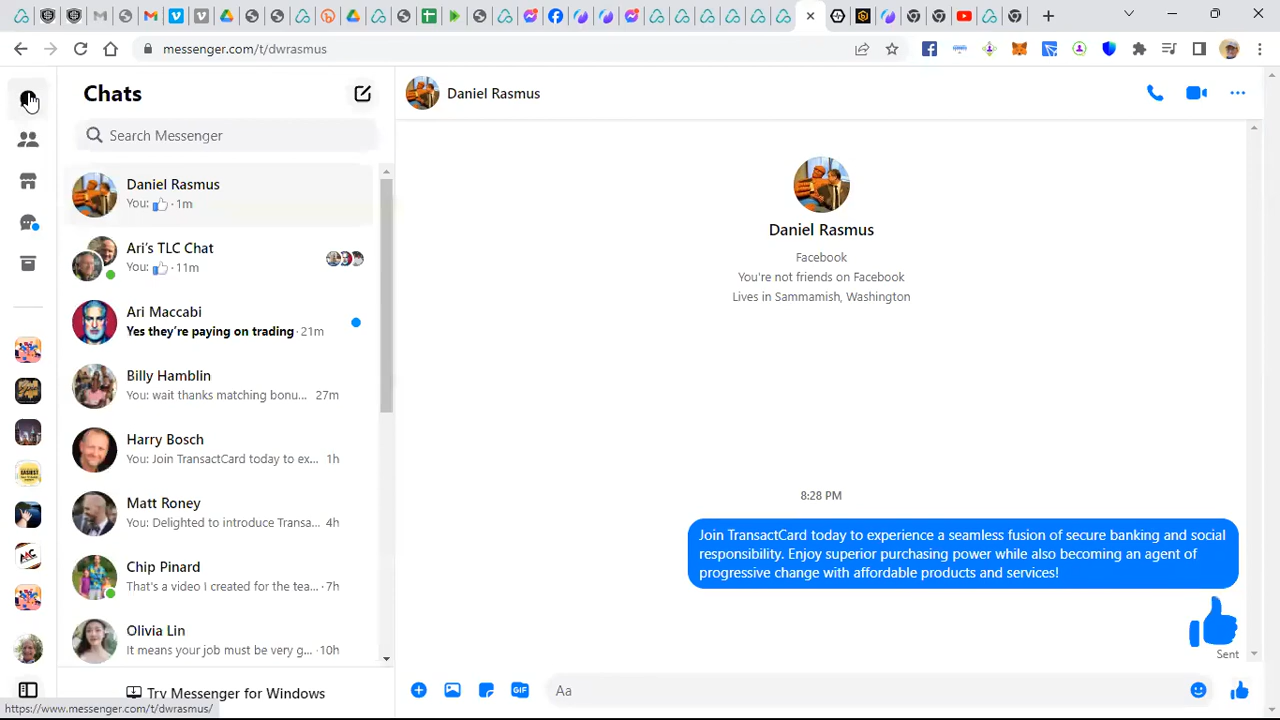 messenger.com/t/dwrasmus
Chats
Search Messenger
Daniel Rasmus
You: 1m
Ari's TLC Chat
You: · 11m
Ari Maccabi
Yes they're paying on trading · 21m
Billy Hamblin
You: wait thanks matching bonu... 27m
Harry Bosch
You: Join TransactCard today to ex... · 1h
Matt Roney
You: Delighted to introduce Transa... · 4h
Chip Pinard
That's a video I created for the tea... · 7h
Olivia Lin
It means your job must be very g... · 10h
Try Messenger for Windows
https://www.messenger.com/t/dwrasmus/
Daniel Rasmus
Daniel Rasmus
Facebook
You're not friends on Facebook
Lives in Sammamish, Washington
8:28 PM
Join TransactCard today to experience a seamless fusion of secure banking and social
responsibility. Enjoy superior purchasing power while also becoming an agent of
progressive change with affordable products and services!
Sent
GIF
Aa